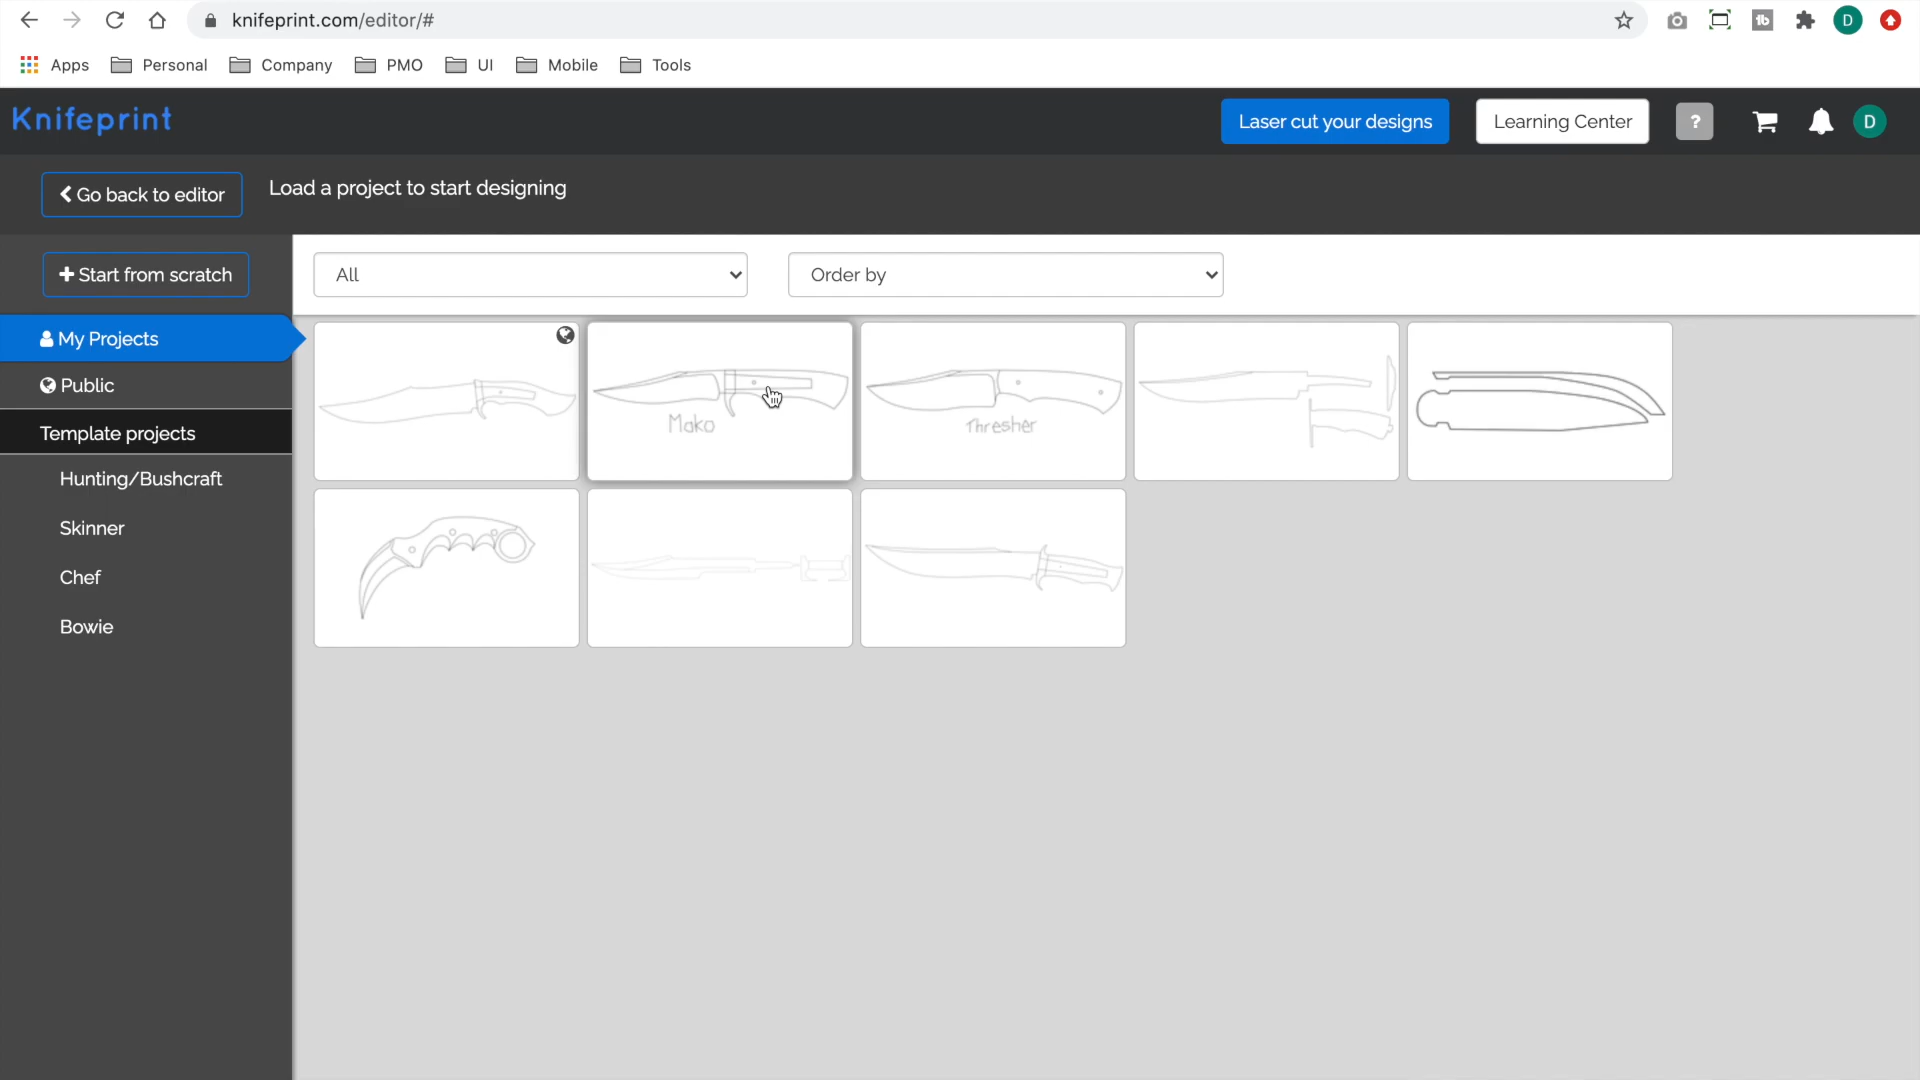 knifeprint.com/editor/#
D
Apps
Personal
Company
PMO
UI
Mobile
Tools
Knifeprint
Laser cut your designs
Learning Center
?
D
Go back to editor
Load a project to start designing
Start from scratch
All
Order by
My Projects
Public
Template projects
Hunting/Bushcraft
Skinner
Chef
Bowie
Mako
Thresher